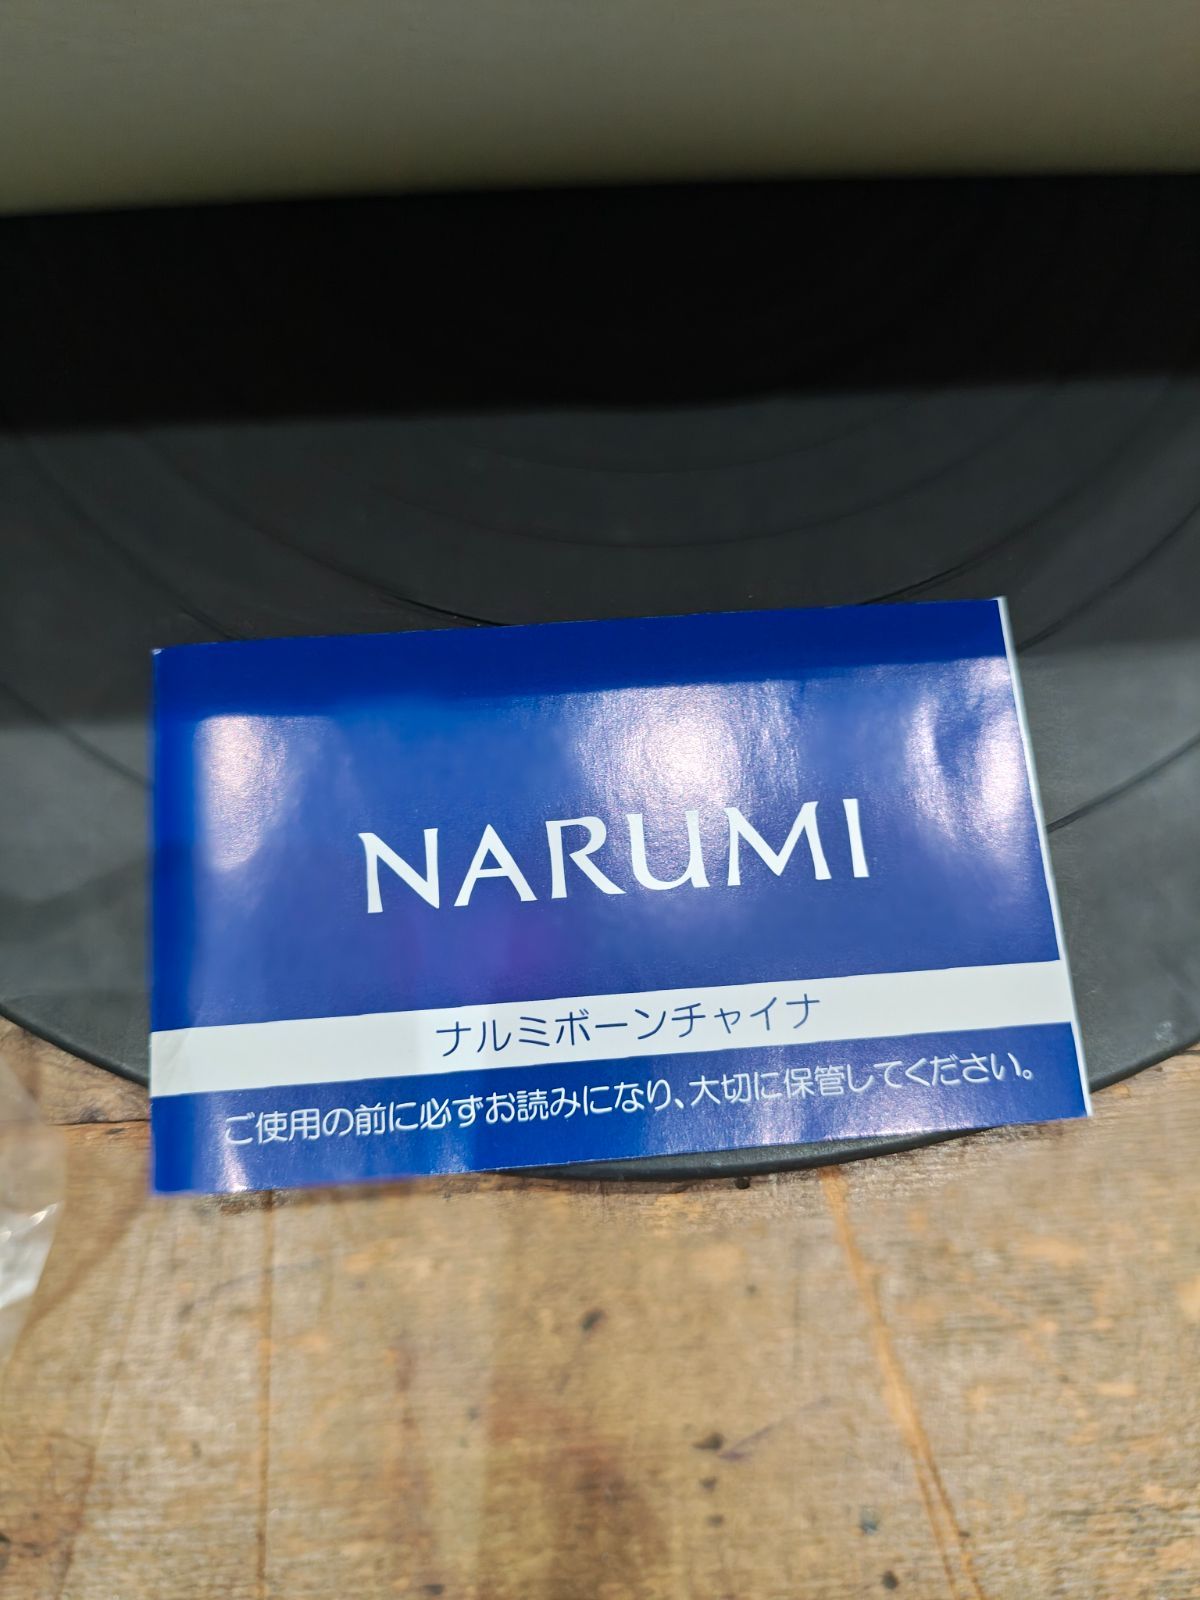 NARUMI
ナルミボーンチャイナ
ご使用の前に必ずお読みになり、大切に保管してください。